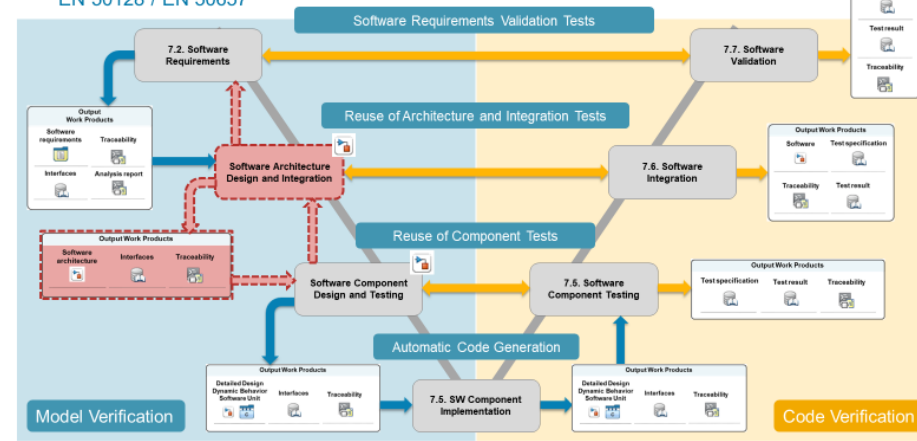 EN 50128 / EN 50657
Software Requirements Validation Tests
7.2. Software
Requirements
7.7. Software
Validation
Test result
Traceability
Output
Work Products
Software
requirements
Traceability
Interfaces
Analysis report
Reuse of Architecture and Integration Tests
Software Architecture
Design and Integration
7.6. Software
Integration
Output Work Products
Software
Test specification
Traceability
Test result
Output Work Products
Software
architecture
Interfaces
Traceability
Reuse of Component Tests
Software Component
Design and Testing
7.5. Software
Component Testing
Output Work Products
Test specification
Test result
Traceability
Automatic Code Generation
Output Work Products
Detailed Design
Dynamic Behavior
Software Unit
Interfaces
Traceability
7.5. SW Component
Implementation
Output Work Products
Detailed Design
Dynamic Behavior
Software Unit
Interfaces
Traceability
Model Verification
Code Verification